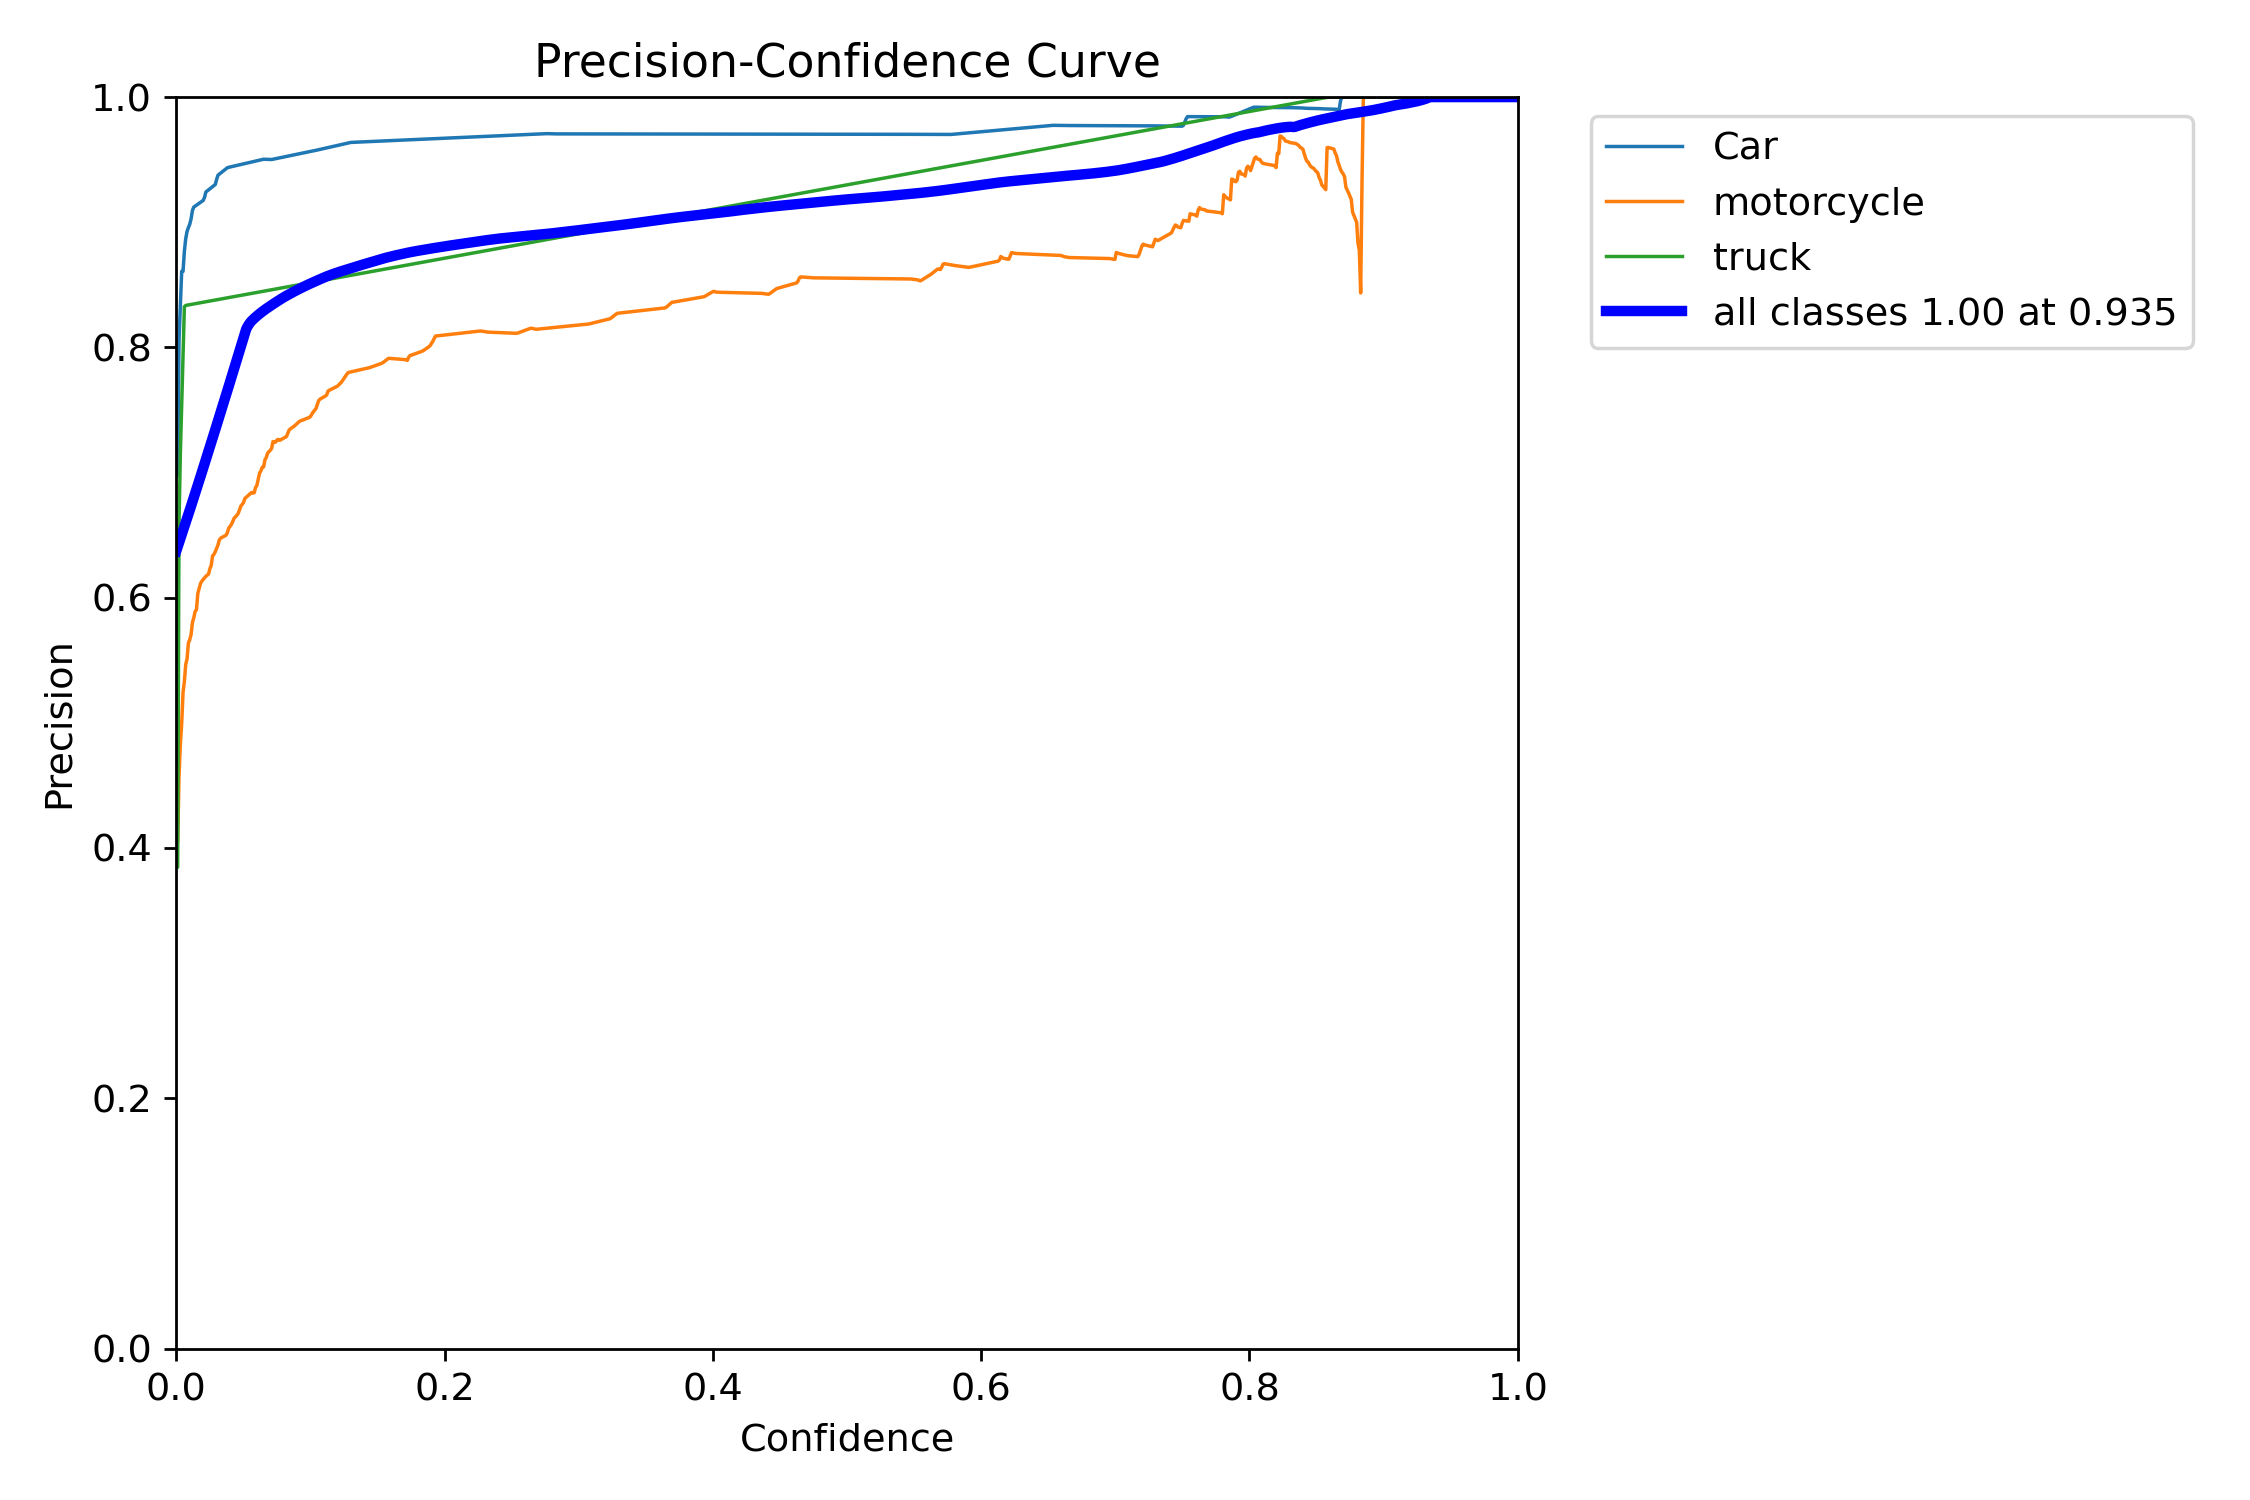 Precision-Confidence Curve
1.0
0.8
0.6
0.4
0.2
0.0
Precision
0.0 0.2 0.4 0.6 0.8 1.0
Confidence
Car
motorcycle
truck
all classes 1.00 at 0.935